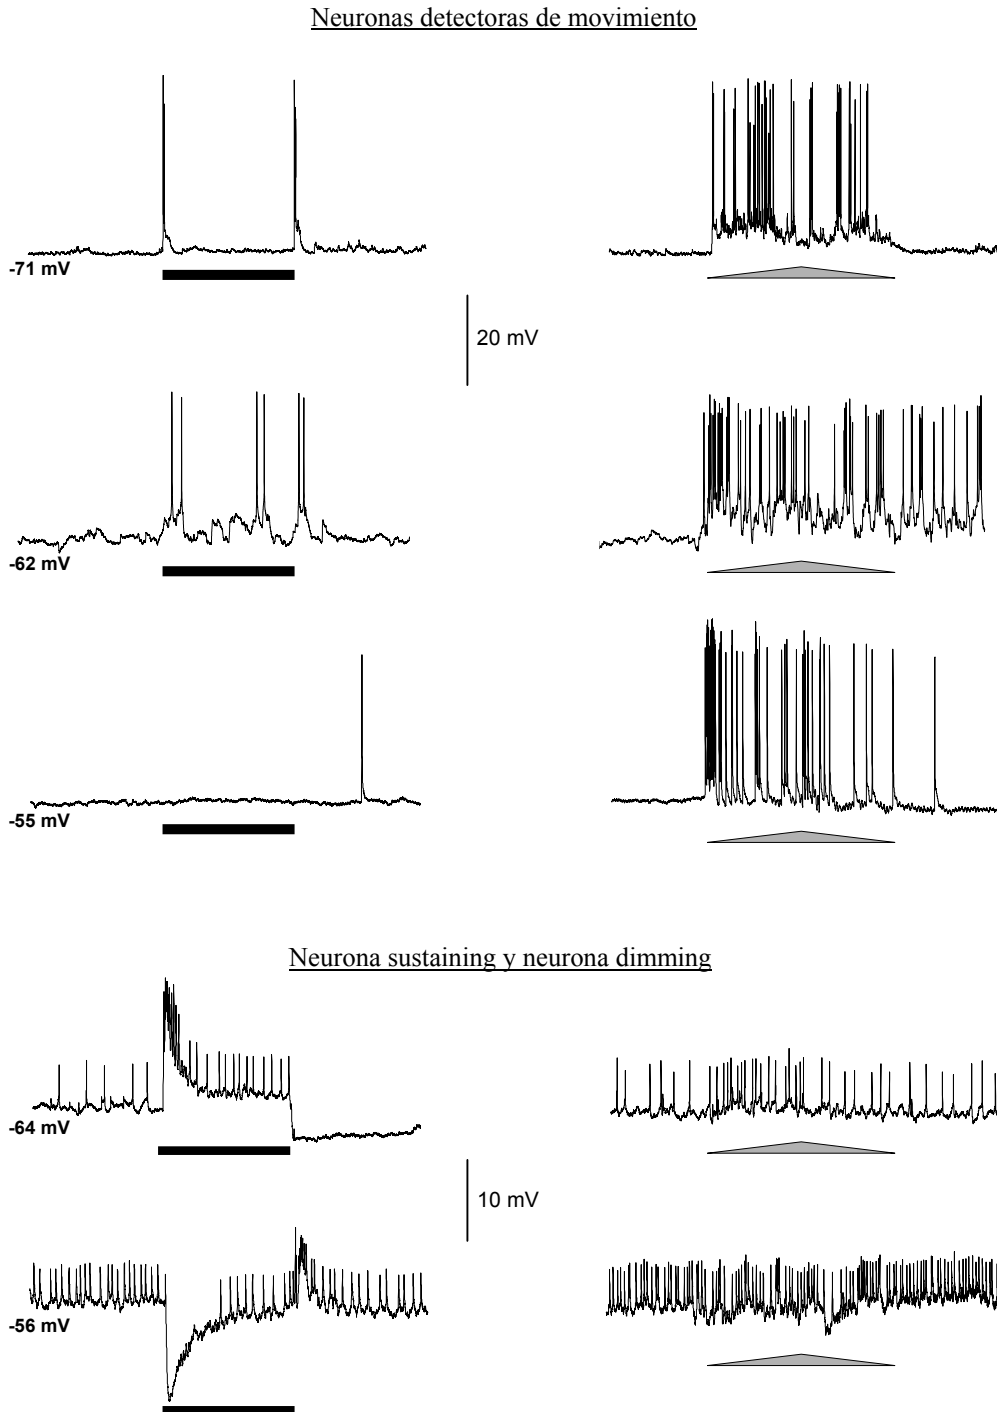 Neuronas detectoras de movimiento
-71 mV
20 mV
-62 mV
-55 mV
Neurona sustaining y neurona dimming
-64 mV
10 mV
-56 mV